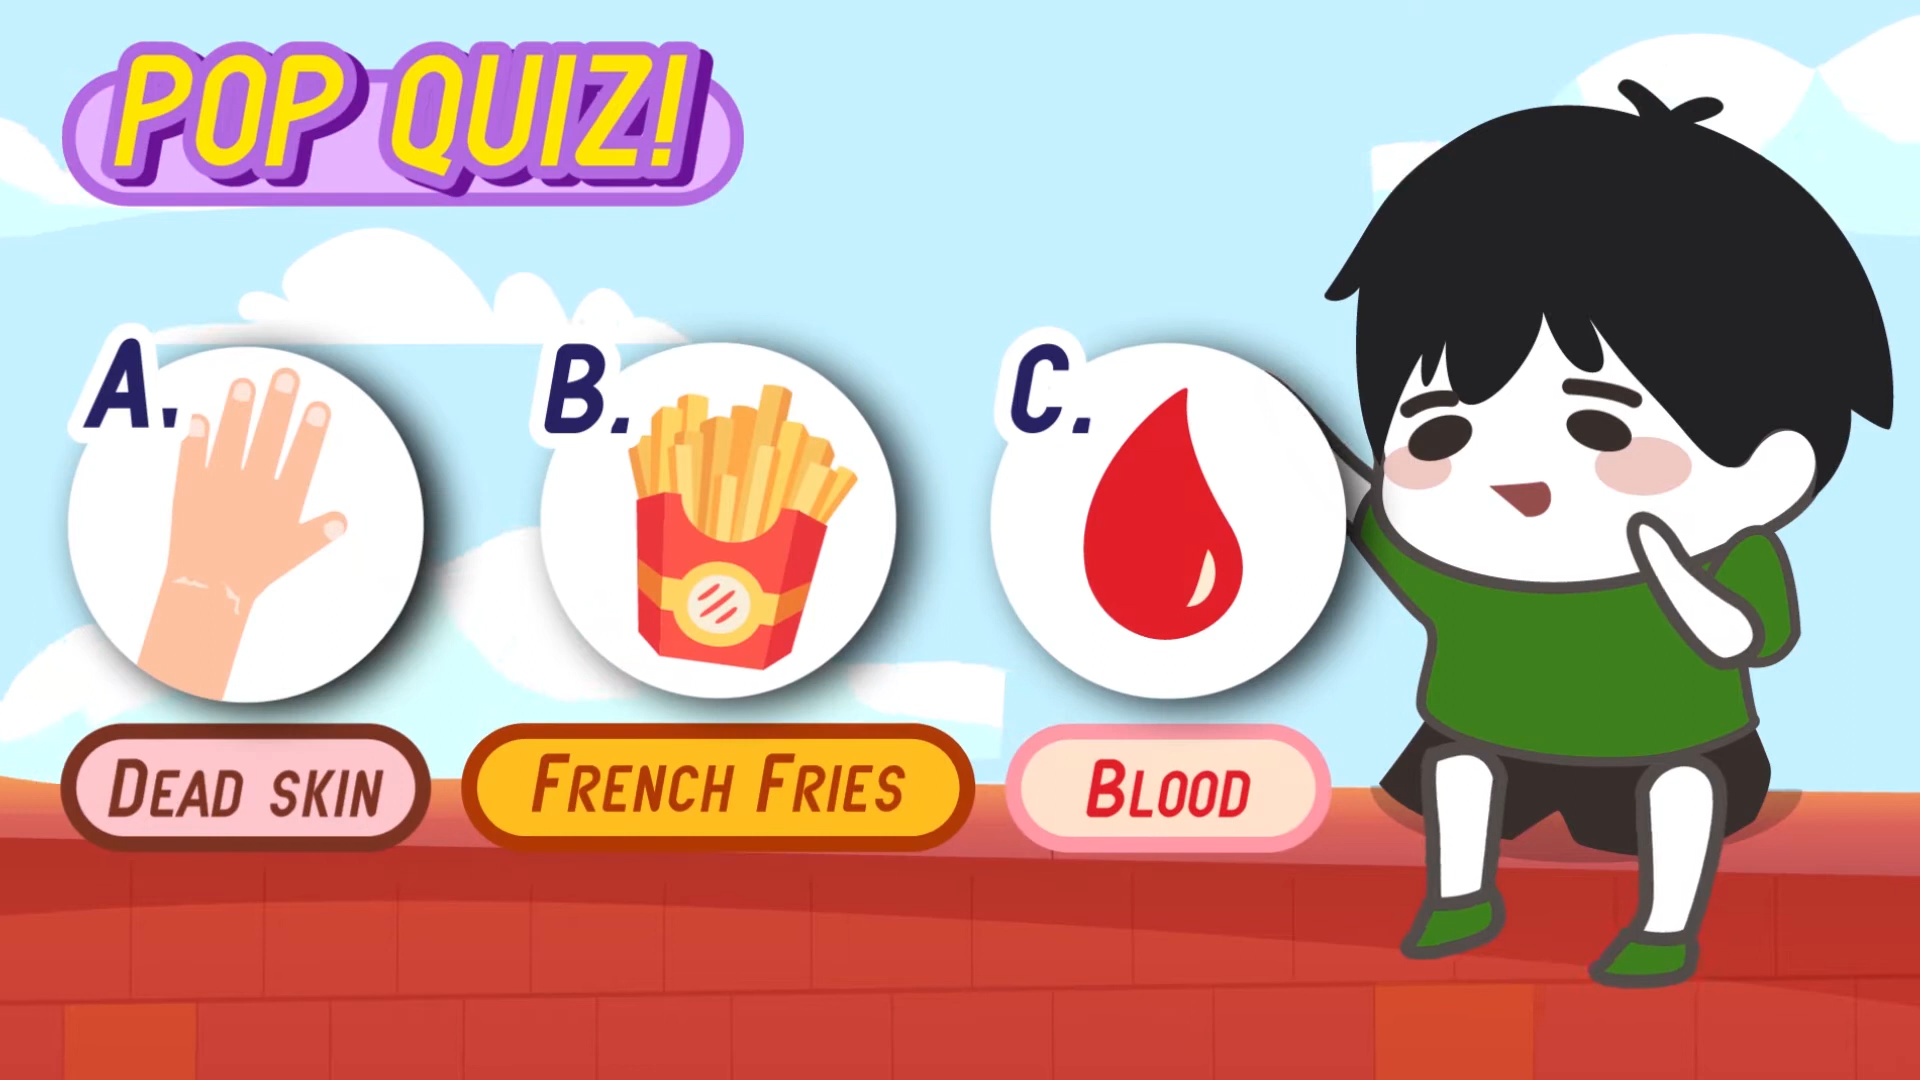 POP QUIZ!
A.
B.
C.
DEAD SKIN
FRENCH FRIES
BLOOD